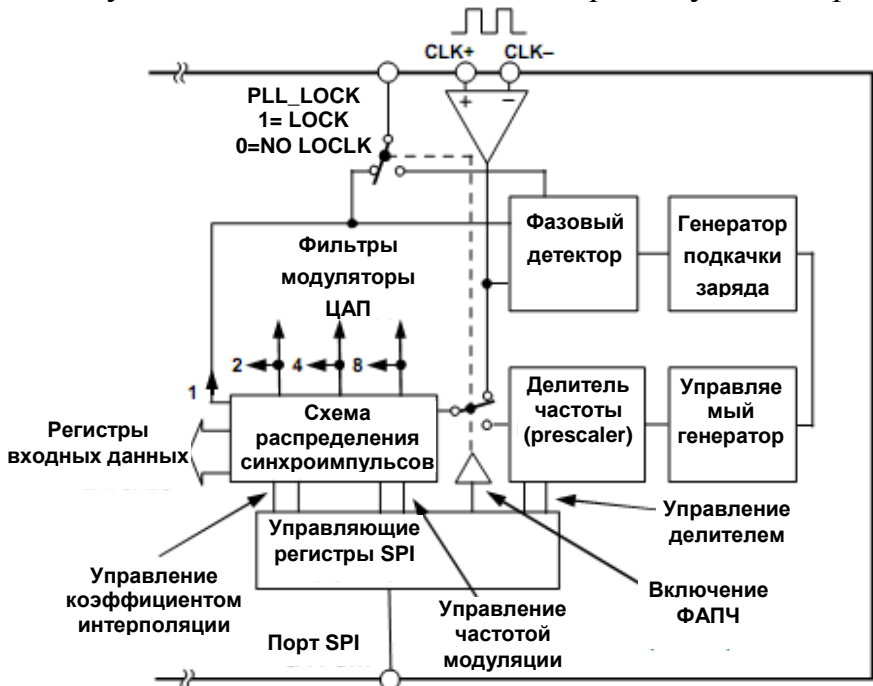 CLK+ CLK–
PLL_LOCK
1= LOCK
0=NO LOCLK
+ –
Фазовый
детектор
Генератор
подкачки
заряда
Фильтры
модуляторы
ЦАП
2 4 8
1
Схема
распределения
синхроимпульсов
Делитель
частоты
(prescaler)
Управляе
мый
генератор
Регистры
входных данных
Управляющие
регистры SPI
Управление
делителем
Управление
коэффициентом
интерполяции
Включение
ФАПЧ
Управление
частотой
модуляции
Порт SPI